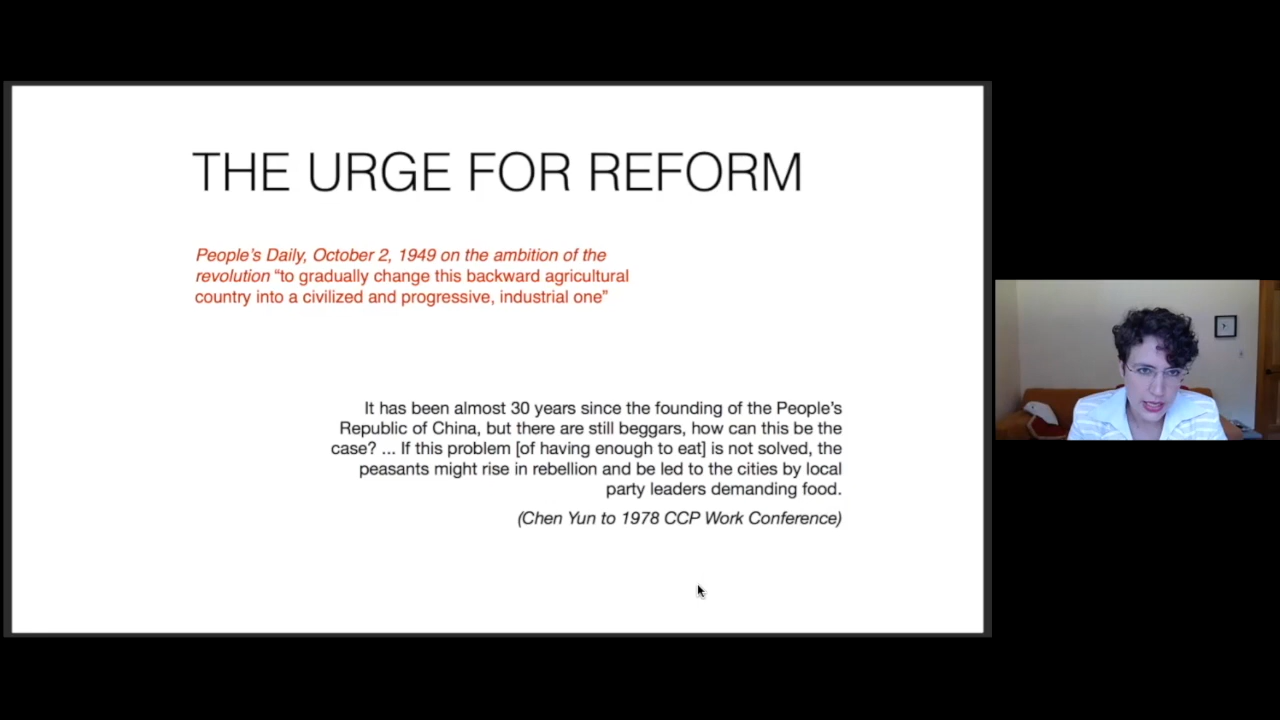 THE URGE FOR REFORM
People's Daily, October 2, 1949 on the ambition of the
revolution “to gradually change this backward agricultural
country into a civilized and progressive, industrial one”
It has been almost 30 years since the founding of the People's
Republic of China, but there are still beggars, how can this be the
case? ... If this problem [of having enough to eat] is not solved, the
peasants might rise in rebellion and be led to the cities by local
party leaders demanding food.
(Chen Yun to 1978 CCP Work Conference)